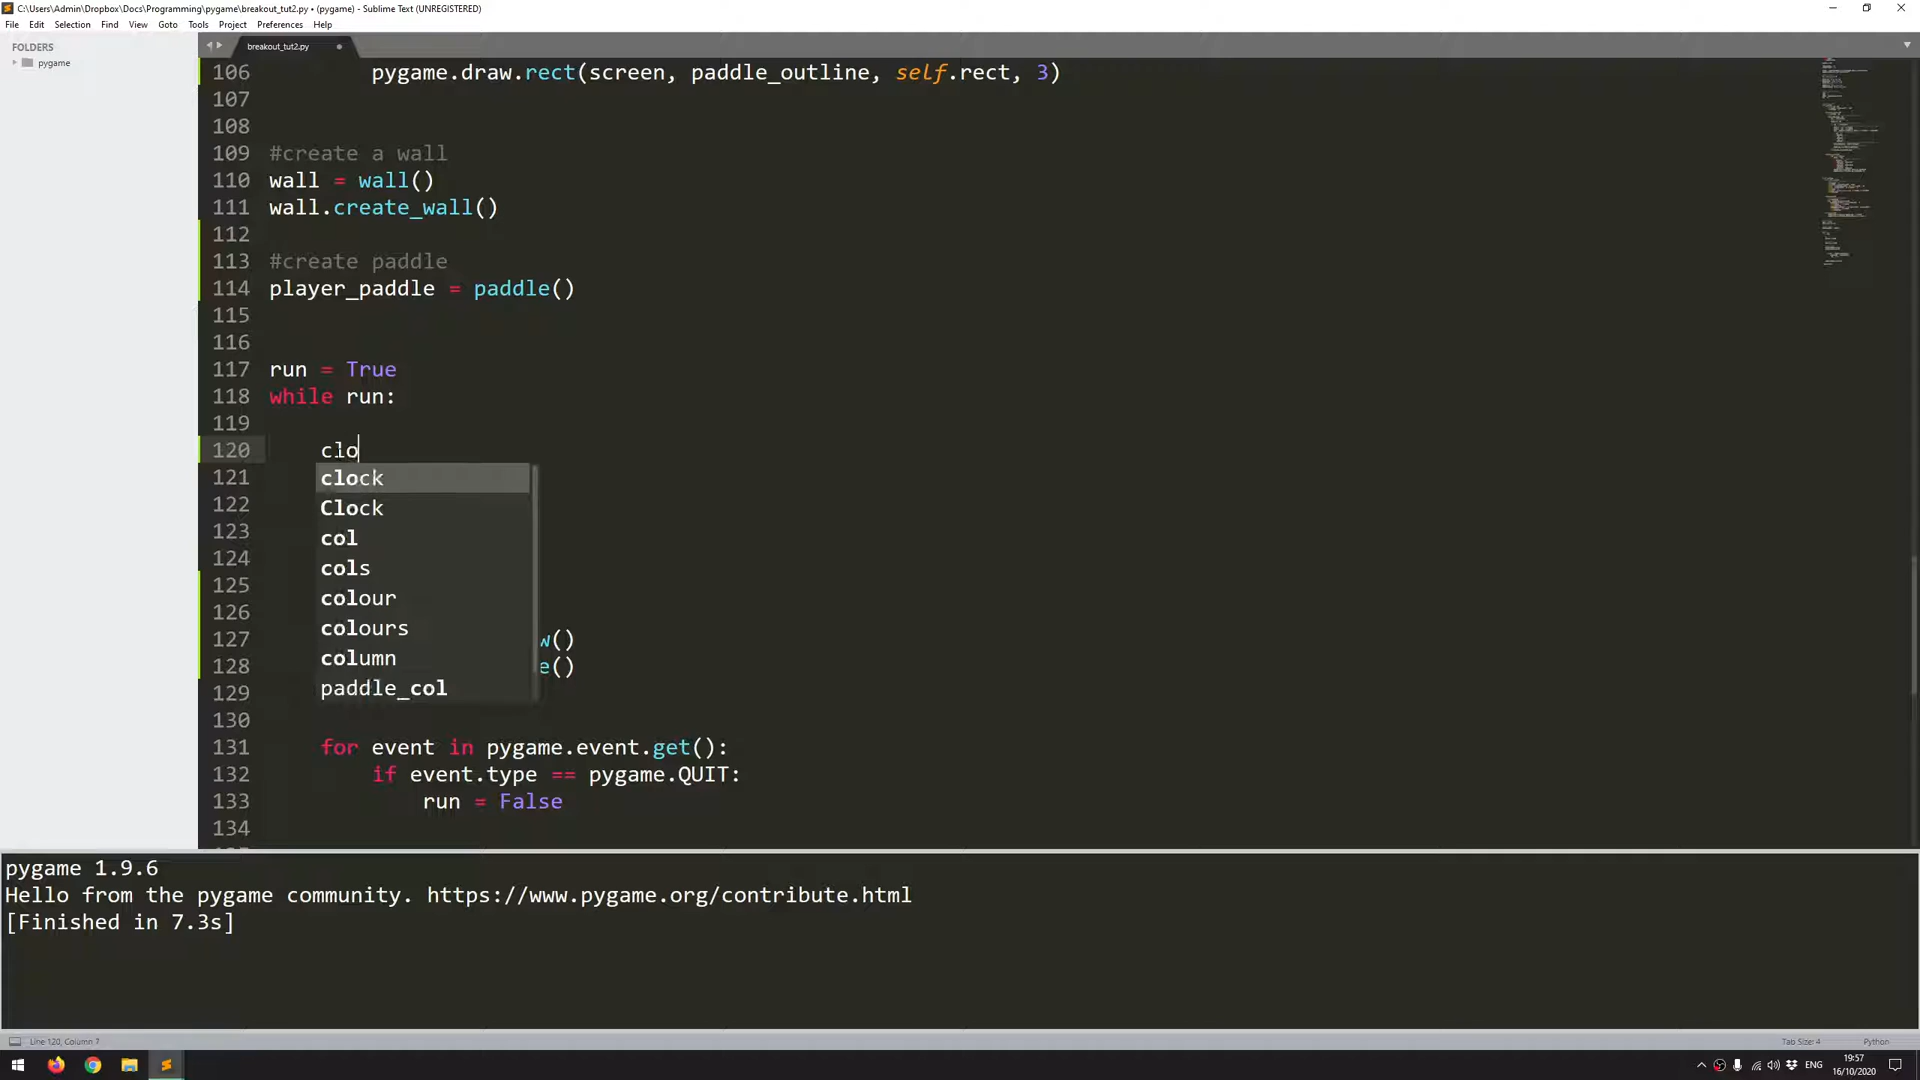 C:\Users\Admin\Dropbox\Docs\Programming\pygame\breakout_tut2.py • (pygame) - Sublime Text (UNREGISTERED)
File Edit Selection Find View Goto Tools Project Preferences Help
FOLDERS
pygame
breakout_tut2.py
106 pygame.draw.rect(screen, paddle_outline, self.rect, 3)
107
108
109 #create a wall
110 wall = wall()
111 wall.create_wall()
112
113 #create paddle
114 player_paddle = paddle()
115
116
117 run = True
118 while run:
119
120 clo
121 clock
122 Clock
123 col
124 cols
125 colour
126 colours
127 w()
128 column e()
129 paddle_col
130
131 for event in pygame.event.get():
132 if event.type == pygame.QUIT:
133 run = False
134
pygame 1.9.6
Hello from the pygame community. https://www.pygame.org/contribute.html
[Finished in 7.3s]
Line 120, Column 7
Tab Size: 4 Python
ENG
19:57
16/10/2020